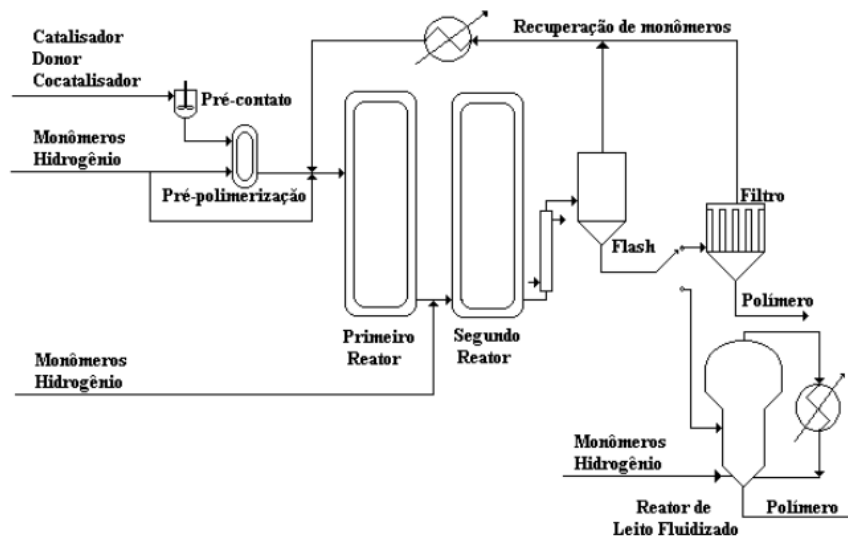 Recuperação de monômeros
Catalisador
Donor
Cocatalisador
Pré-contato
Monômeros
Hidrogênio
Pré-polimerização
Filtro
Flash
Polímero
Primeiro
Reator
Segundo
Reator
Monômeros
Hidrogênio
Monômeros
Hidrogênio
Reator de
Leito Fluidizado
Polímero